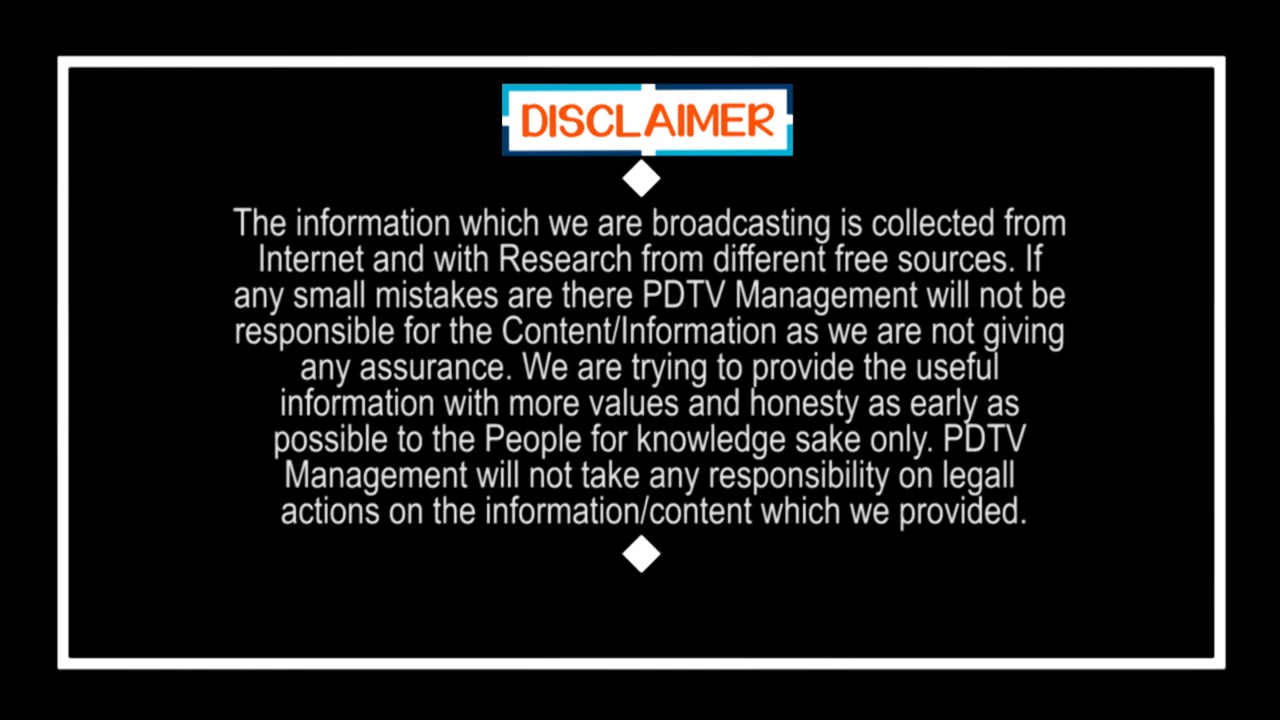 DISCLAIMER
The information which we are broadcasting is collected from
Internet and with Research from different free sources. If
any small mistakes are there PDTV Management will not be
responsible for the Content/Information as we are not giving
any assurance. We are trying to provide the useful
information with more values and honesty as early as
possible to the People for knowledge sake only. PDTV
Management will not take any responsibility on legall
actions on the information/content which we provided.